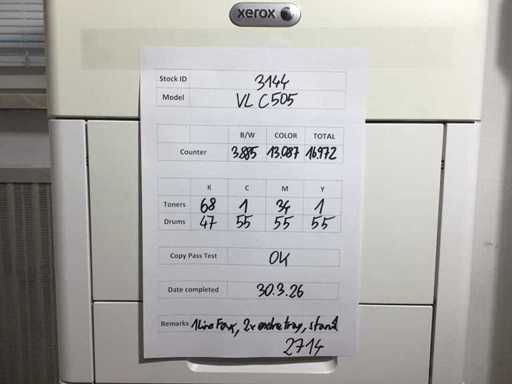 xerox
Stock ID 3144
Model VL C505
B/W COLOR TOTAL
Counter 3.885 13.087 16.972
K C M Y
Toners 68 1 34 1
Drums 47 55 55 55
Copy Pass Test OK
Date completed 30.3.26
Remarks 1 Line Fax, 2x extra tray, stand
2714